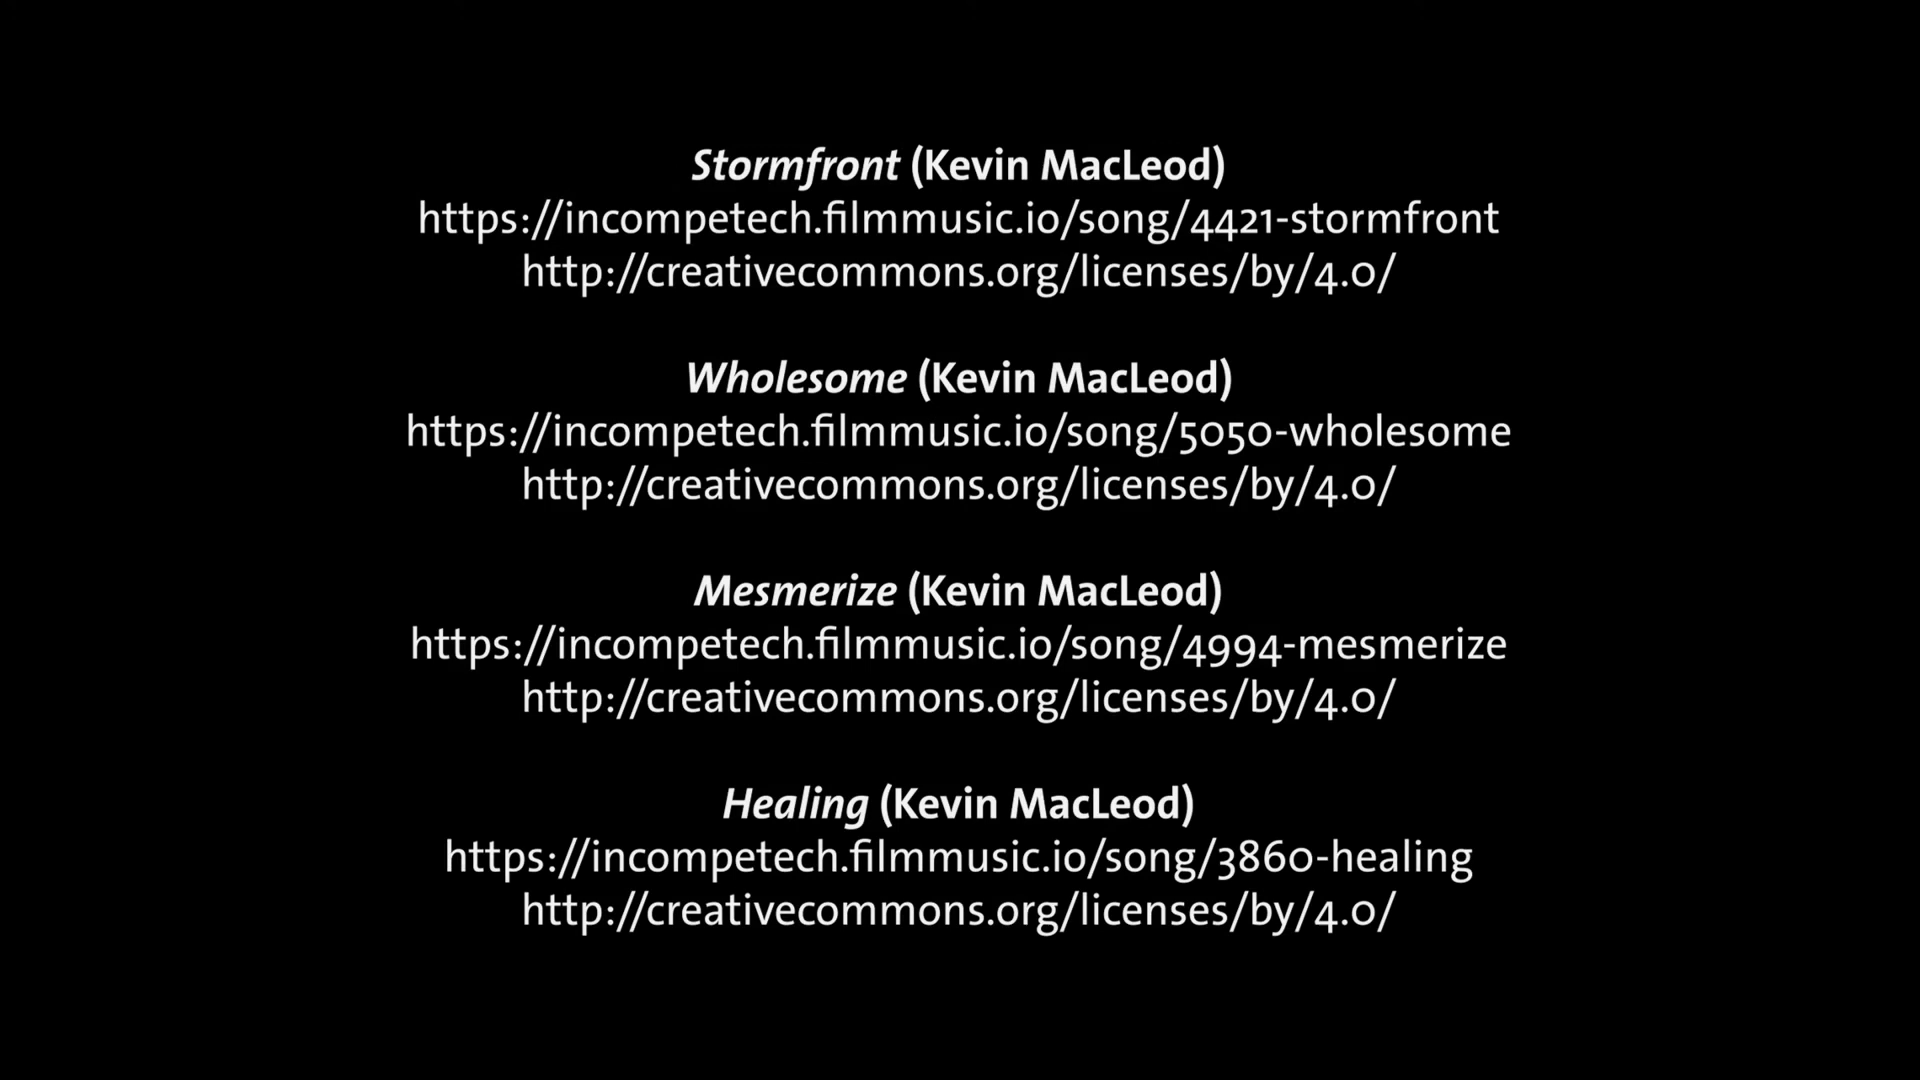 Stormfront (Kevin MacLeod)
https://incompetech.filmmusic.io/song/4421-stormfront
http://creativecommons.org/licenses/by/4.0/
Wholesome (Kevin MacLeod)
https://incompetech.filmmusic.io/song/5050-wholesome
http://creativecommons.org/licenses/by/4.0/
Mesmerize (Kevin MacLeod)
https://incompetech.filmmusic.io/song/4994-mesmerize
http://creativecommons.org/licenses/by/4.0/
Healing (Kevin MacLeod)
https://incompetech.filmmusic.io/song/3860-healing
http://creativecommons.org/licenses/by/4.0/